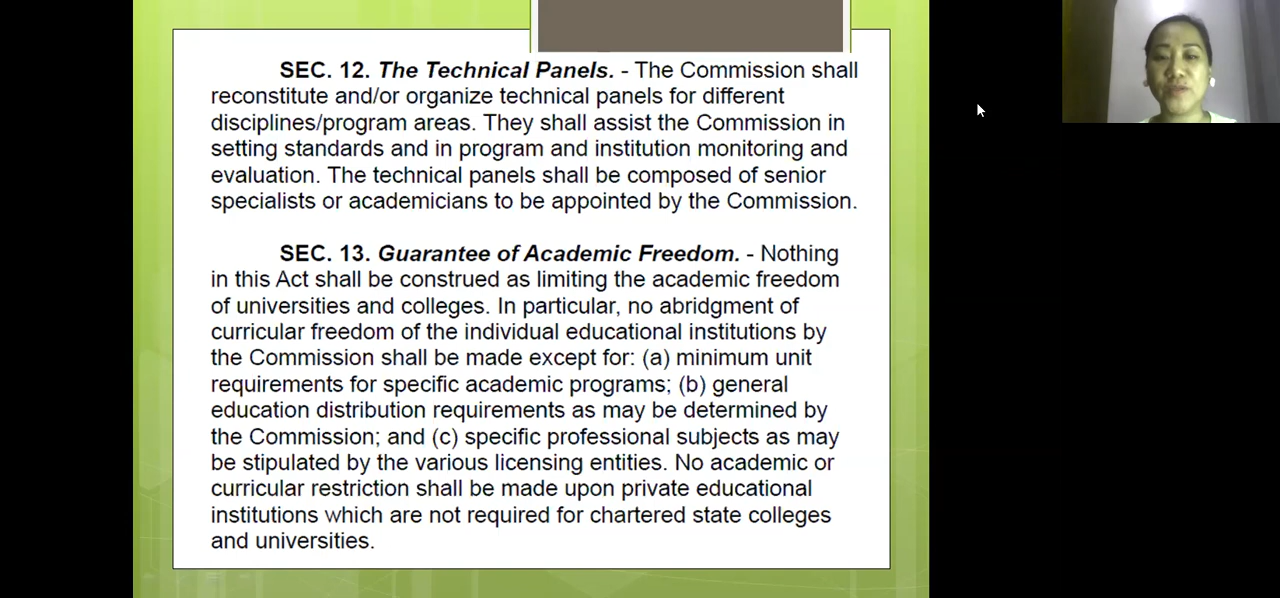 SEC. 12. The Technical Panels. - The Commission shall
reconstitute and/or organize technical panels for different
disciplines/program areas. They shall assist the Commission in
setting standards and in program and institution monitoring and
evaluation. The technical panels shall be composed of senior
specialists or academicians to be appointed by the Commission.
SEC. 13. Guarantee of Academic Freedom. - Nothing
in this Act shall be construed as limiting the academic freedom
of universities and colleges. In particular, no abridgment of
curricular freedom of the individual educational institutions by
the Commission shall be made except for: (a) minimum unit
requirements for specific academic programs; (b) general
education distribution requirements as may be determined by
the Commission; and (c) specific professional subjects as may
be stipulated by the various licensing entities. No academic or
curricular restriction shall be made upon private educational
institutions which are not required for chartered state colleges
and universities.